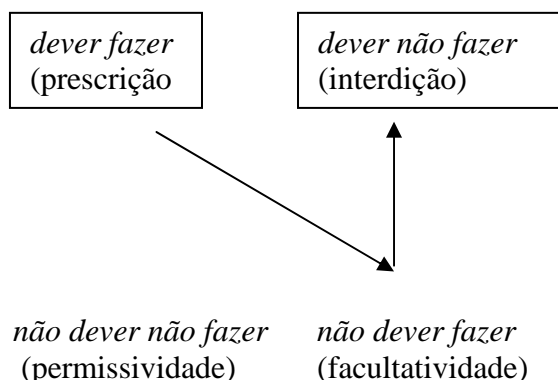 dever fazer
(prescrição
dever não fazer
(interdição)
não dever não fazer
(permissividade)
não dever fazer
(facultatividade)